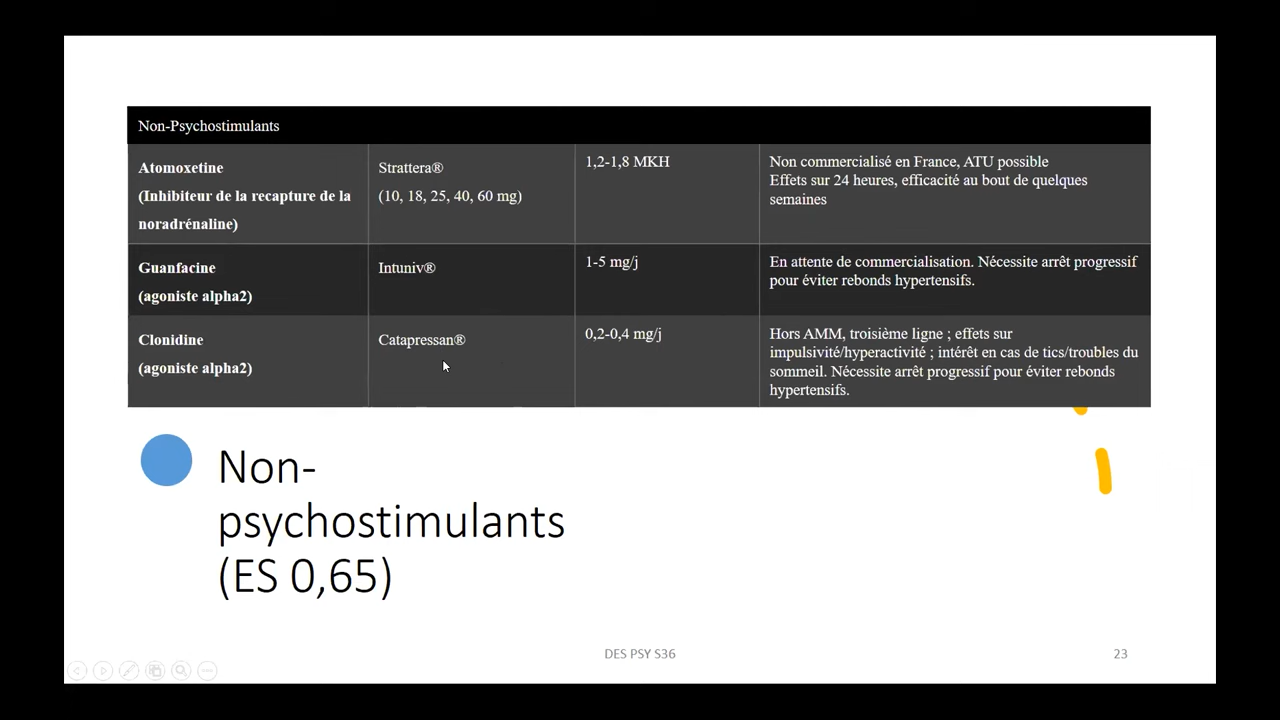 Non-Psychostimulants
Atomoxetine
(Inhibiteur de la recapture de la
noradrénaline)
Strattera®
(10, 18, 25, 40, 60 mg)
1,2-1,8 MKH
Non commercialisé en France, ATU possible
Effets sur 24 heures, efficacité au bout de quelques
semaines
Guanfacine
(agoniste alpha2)
Intuniv®
1-5 mg/j
En attente de commercialisation. Nécessite arrêt progressif
pour éviter rebonds hypertensifs.
Clonidine
(agoniste alpha2)
Catapressan®
0,2-0,4 mg/j
Hors AMM, troisième ligne ; effets sur
impulsivité/hyperactivité ; intérêt en cas de tics/troubles du
sommeil. Nécessite arrêt progressif pour éviter rebonds
hypertensifs.
Non-
psychostimulants
(ES 0,65)
DES PSY S36
23